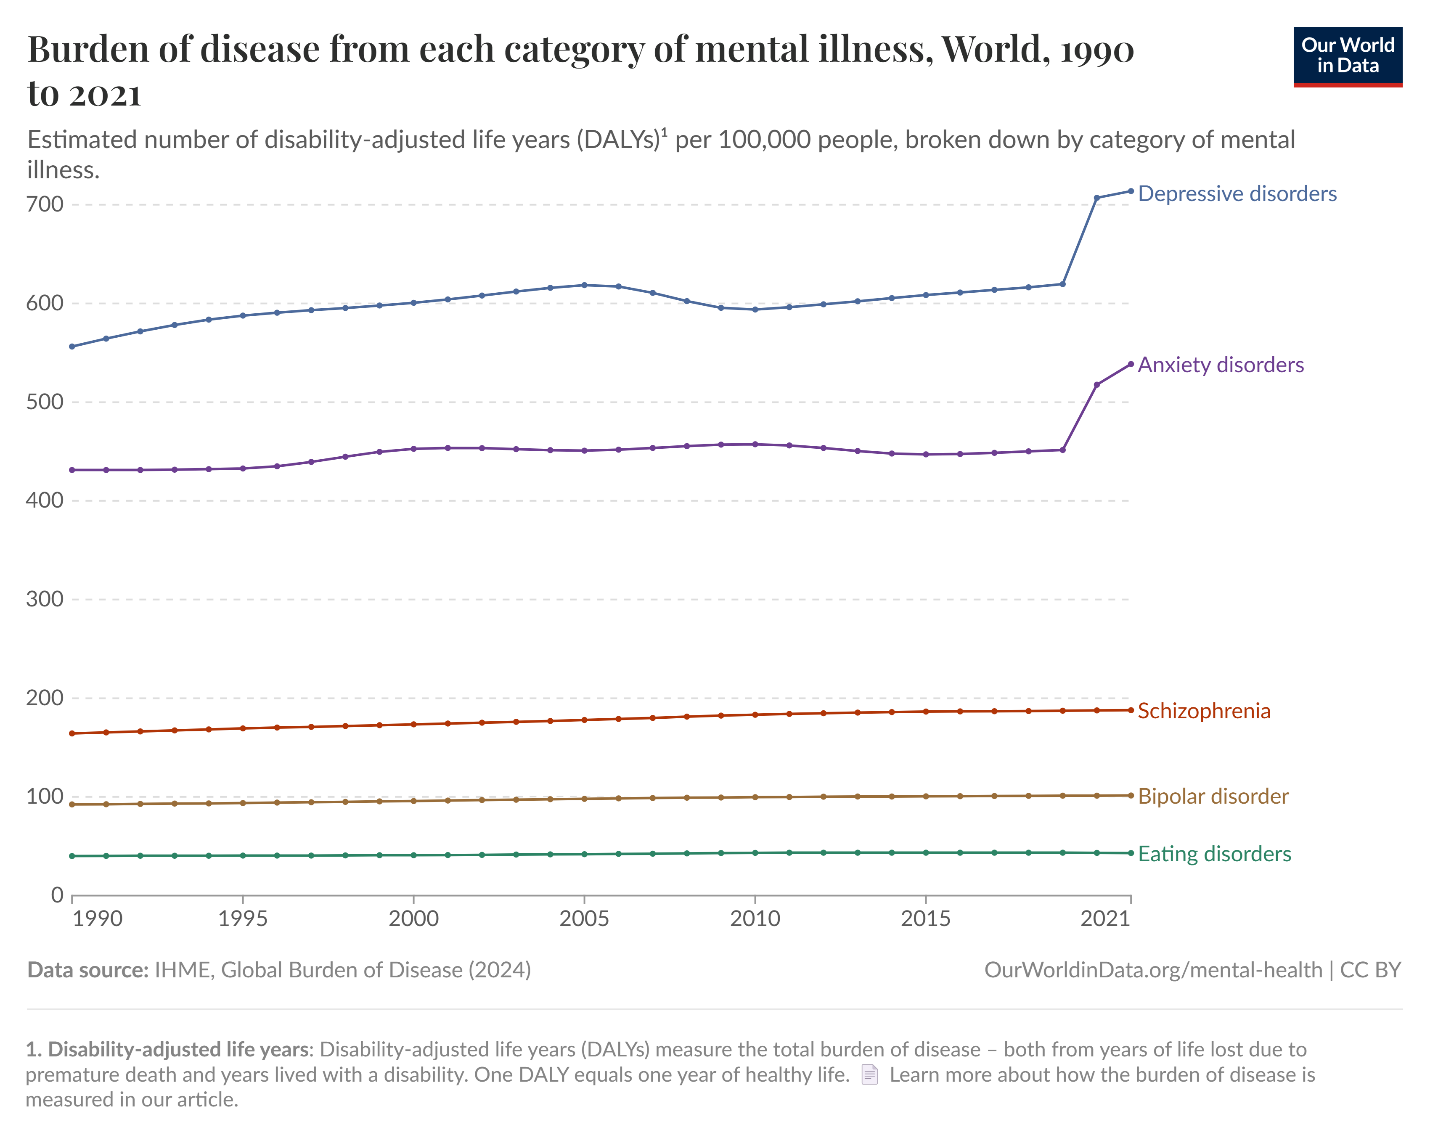 Burden of disease from each category of mental illness, World, 1990
to 2021
Our World
in Data
Estimated number of disability-adjusted life years (DALYs)¹ per 100,000 people, broken down by category of mental
illness.
700
Depressive disorders
600
Anxiety disorders
500
400
300
200
Schizophrenia
100
Bipolar disorder
Eating disorders
0
1990 1995 2000 2005 2010 2015 2021
Data source: IHME, Global Burden of Disease (2024)
OurWorldinData.org/mental-health | CC BY
1. Disability-adjusted life years: Disability-adjusted life years (DALYs) measure the total burden of disease – both from years of life lost due to
premature death and years lived with a disability. One DALY equals one year of healthy life. Learn more about how the burden of disease is
measured in our article.